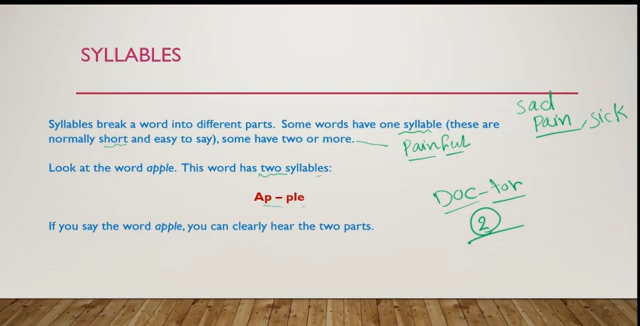 SYLLABLES
Syllables break a word into different parts. Some words have one syllable (these are
normally short and easy to say), some have two or more.
Look at the word apple. This word has two syllables:
Ap – ple
If you say the word apple, you can clearly hear the two parts.
sad
Pain, sick
Painful
Doc-tor
2